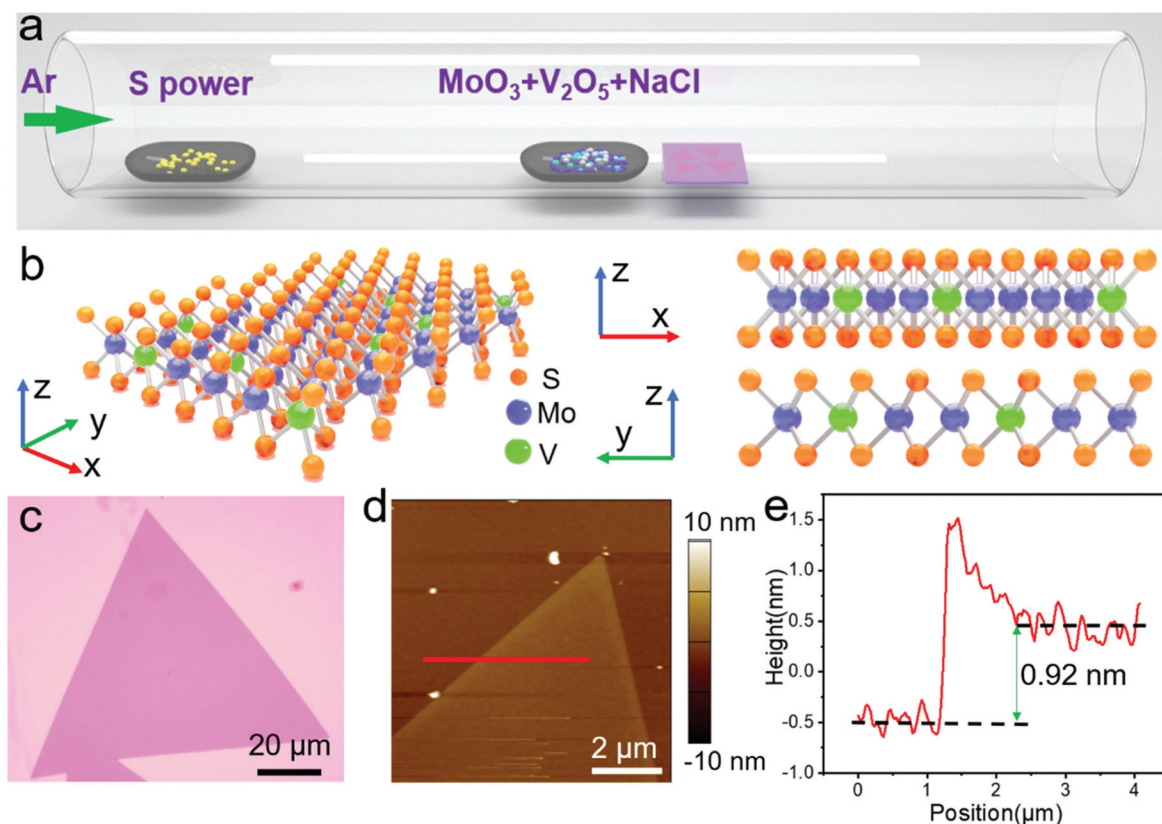 a
Ar
S power
MoO₃+V₂O₅+NaCl
b
z
y
x
S
Mo
V
z
x
z
y
c
20 μm
d
10 nm
-10 nm
2 μm
e
Height(nm)
1.5
1.0
0.5
0.0
-0.5
-1.0
0.92 nm
0 1 2 3 4
Position(μm)